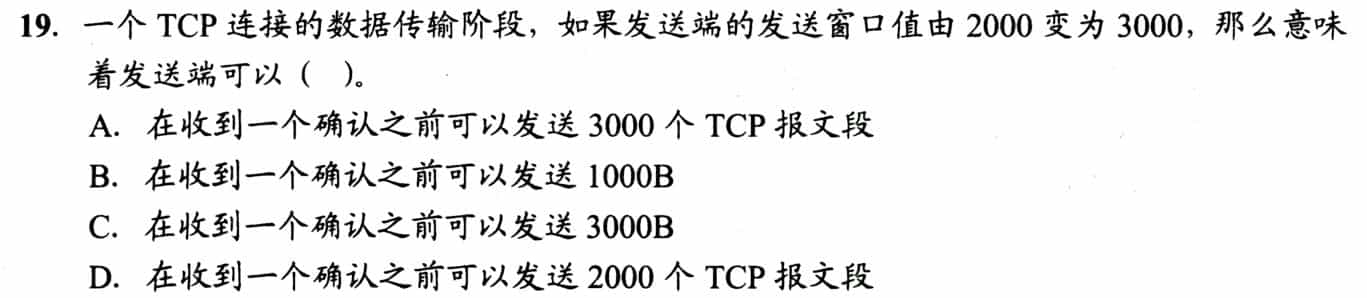 19. 一个 TCP 连接的数据传输阶段，如果发送端的发送窗口值由 2000 变为 3000，那么意味
着发送端可以（ ）。
A. 在收到一个确认之前可以发送 3000 个 TCP 报文段
B. 在收到一个确认之前可以发送 1000B
C. 在收到一个确认之前可以发送 3000B
D. 在收到一个确认之前可以发送 2000 个 TCP 报文段